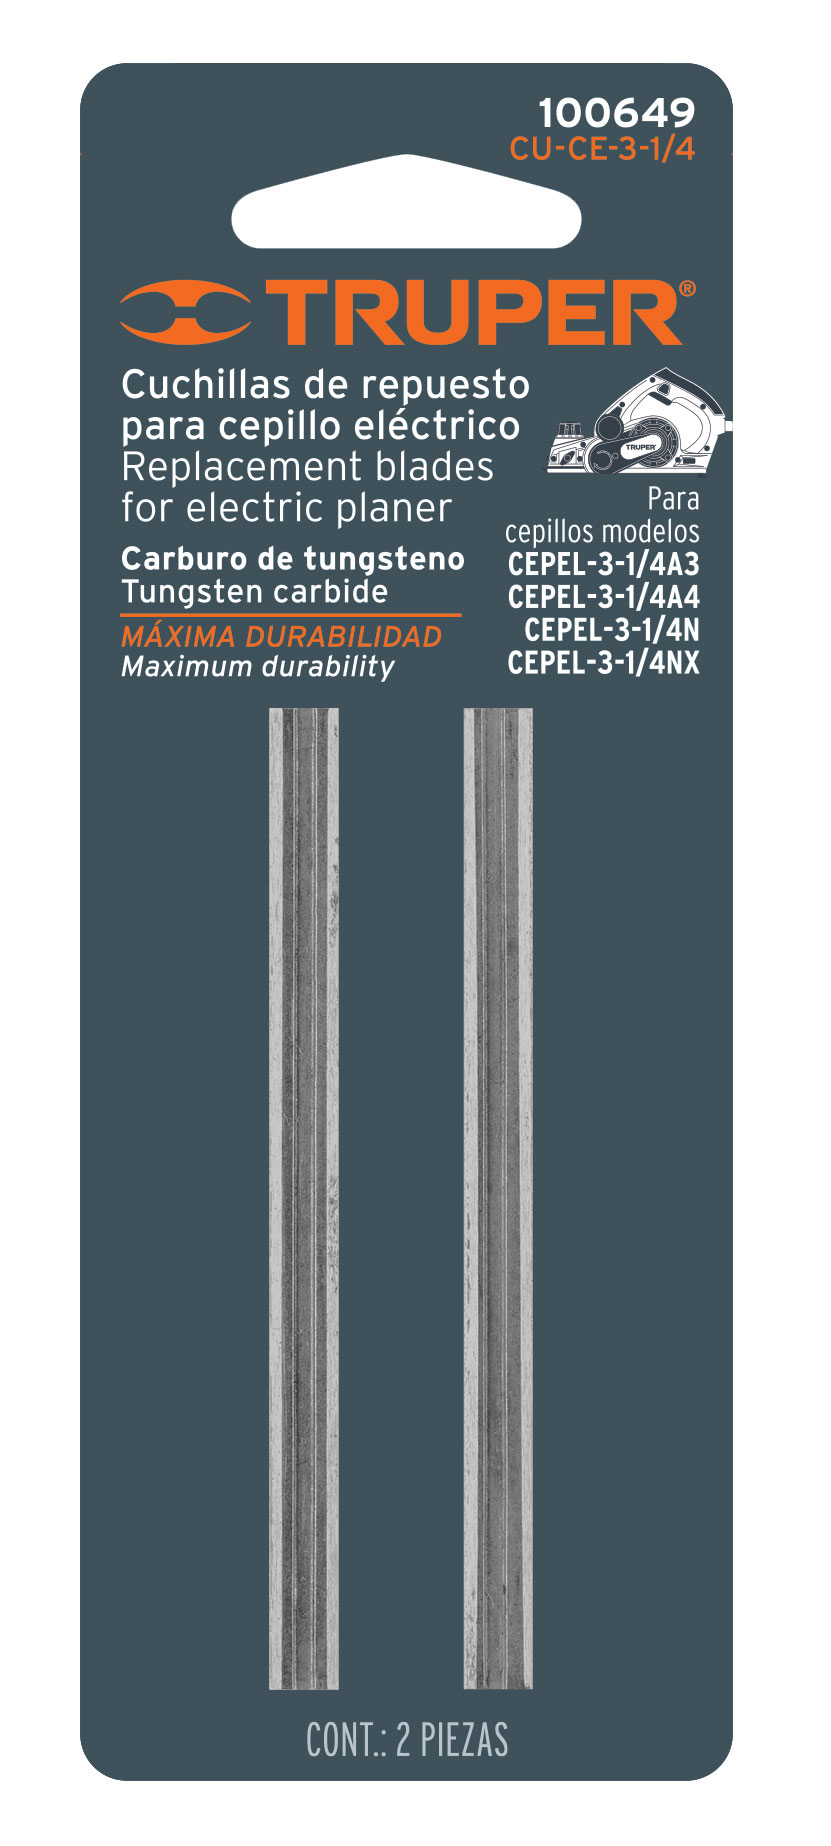 100649
CU-CE-3-1/4
TRUPER®
Cuchillas de repuesto
para cepillo eléctrico
Replacement blades
for electric planer
Carburo de tungsteno
Tungsten carbide
MÁXIMA DURABILIDAD
Maximum durability
TRUPER
Para
cepillos modelos
CEPEL-3-1/4A3
CEPEL-3-1/4A4
CEPEL-3-1/4N
CEPEL-3-1/4NX
CONT.: 2 PIEZAS